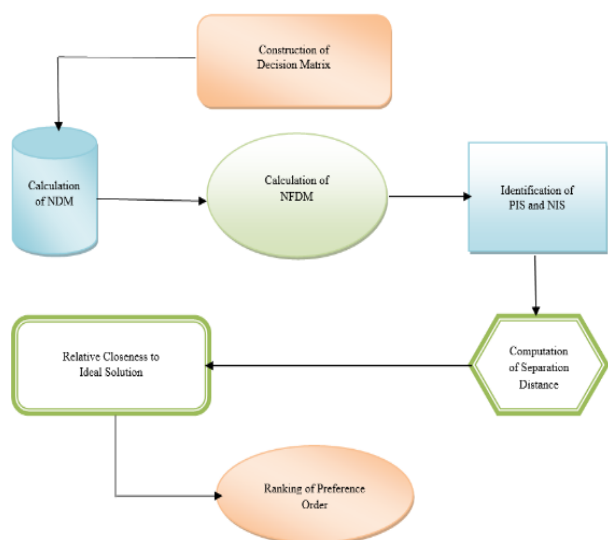 Construction of
Decision Matrix
Calculation
of NDM
Calculation of
NFDM
Identification of
PIS and NIS
Computation
of Separation
Distance
Relative Closeness to
Ideal Solution
Ranking of Preference
Order